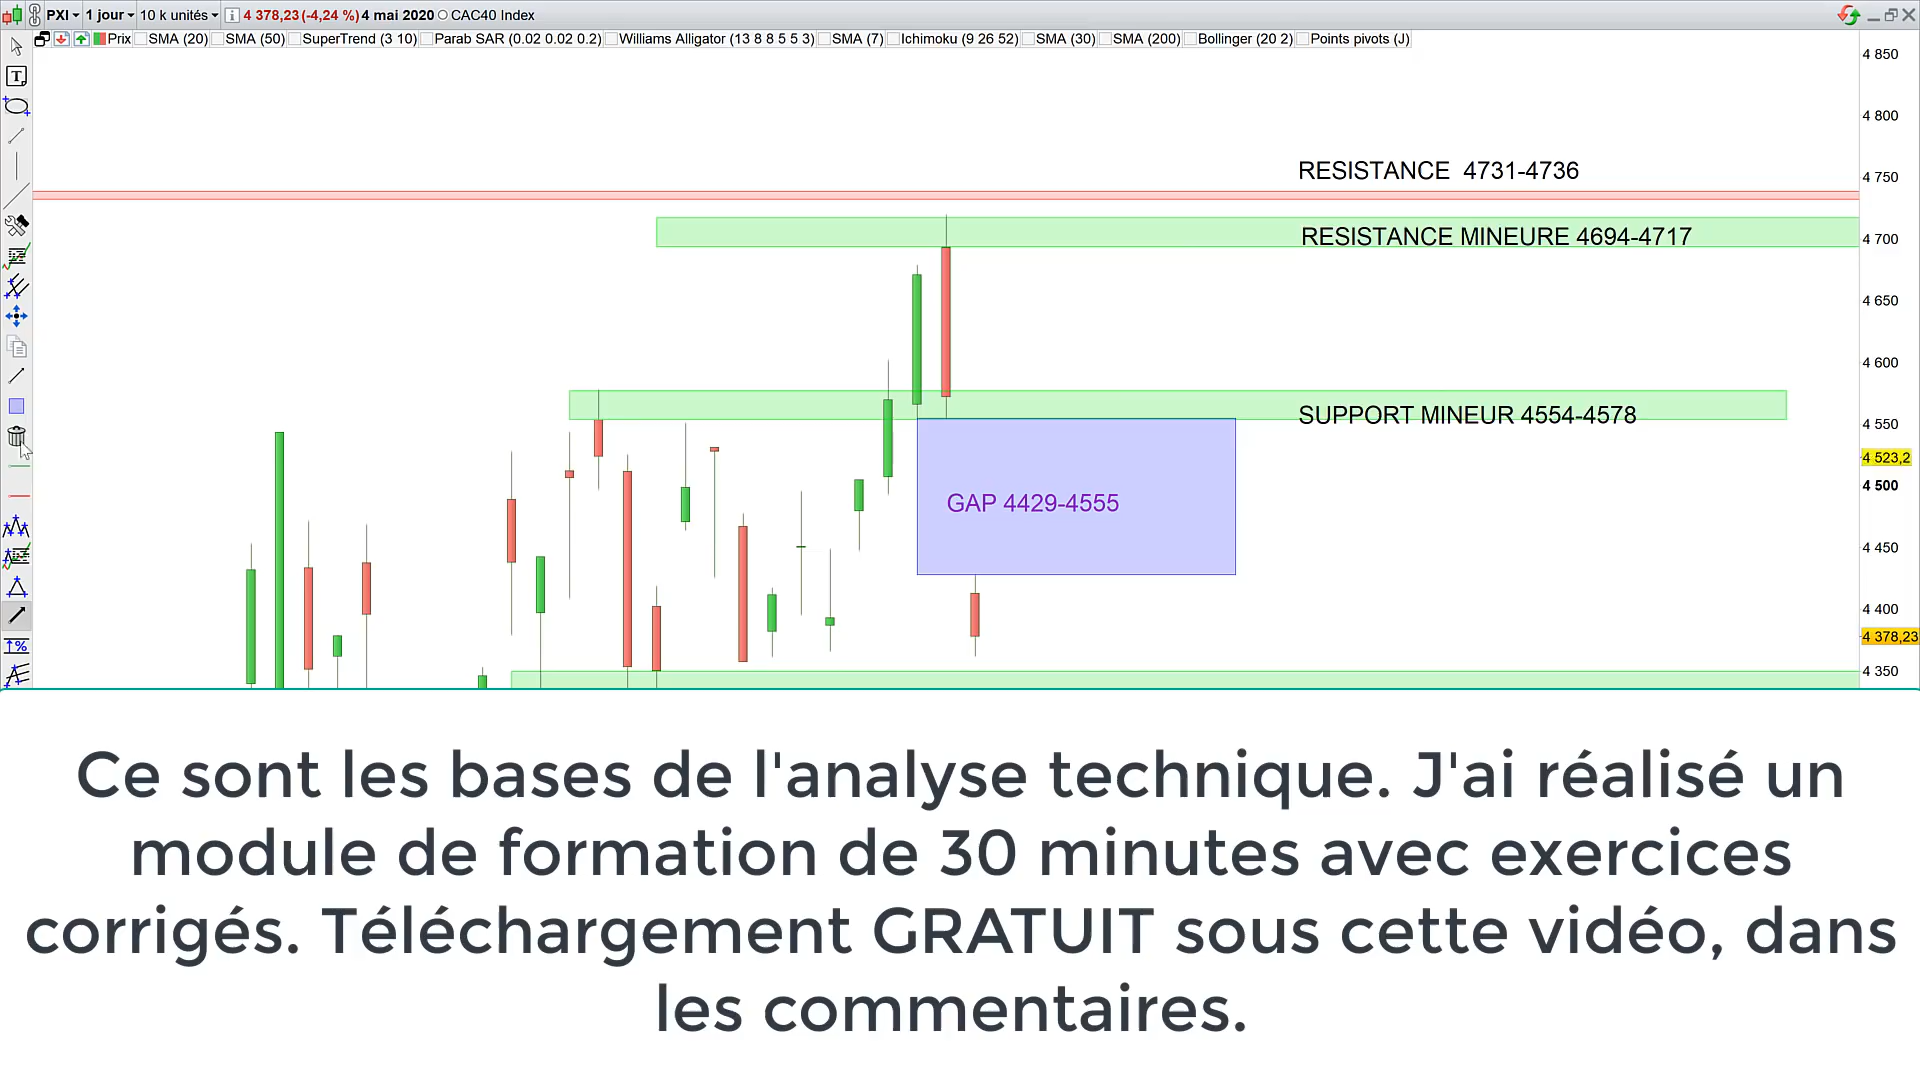 PXI 1 jour 10 k unités 4 378,23 (-4,24 %) 4 mai 2020 CAC40 Index
Prix SMA (20) SMA (50) SuperTrend (3 10) Parab SAR (0.02 0.02 0.2) Williams Alligator (13 8 8 5 5 3) SMA (7) Ichimoku (9 26 52) SMA (30) SMA (200) Bollinger (20 2) Points pivots (J)
4 850
4 800
RESISTANCE 4731-4736
4 750
RESISTANCE MINEURE 4694-4717
4 700
4 650
4 600
SUPPORT MINEUR 4554-4578
4 550
4 523,2
4 500
GAP 4429-4555
4 450
4 400
4 378,23
4 350
Ce sont les bases de l'analyse technique. J'ai réalisé un
module de formation de 30 minutes avec exercices
corrigés. Téléchargement GRATUIT sous cette vidéo, dans
les commentaires.